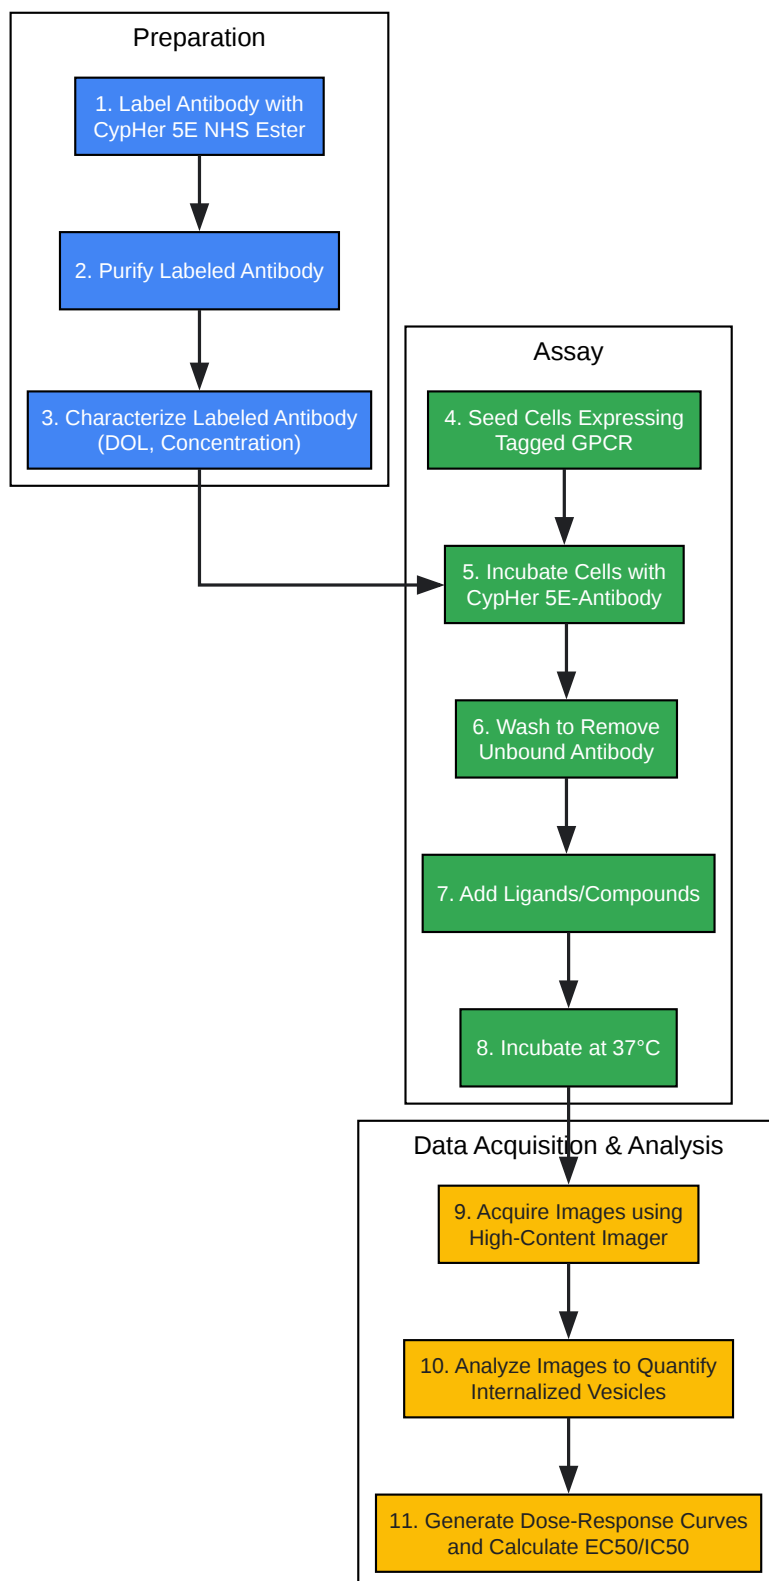 Preparation
1. Label Antibody with
CypHer 5E NHS Ester
2. Purify Labeled Antibody
3. Characterize Labeled Antibody
(DOL, Concentration)
Assay
4. Seed Cells Expressing
Tagged GPCR
5. Incubate Cells with
CypHer 5E-Antibody
6. Wash to Remove
Unbound Antibody
7. Add Ligands/Compounds
8. Incubate at 37°C
Data Acquisition & Analysis
9. Acquire Images using
High-Content Imager
10. Analyze Images to Quantify
Internalized Vesicles
11. Generate Dose-Response Curves
and Calculate EC50/IC50